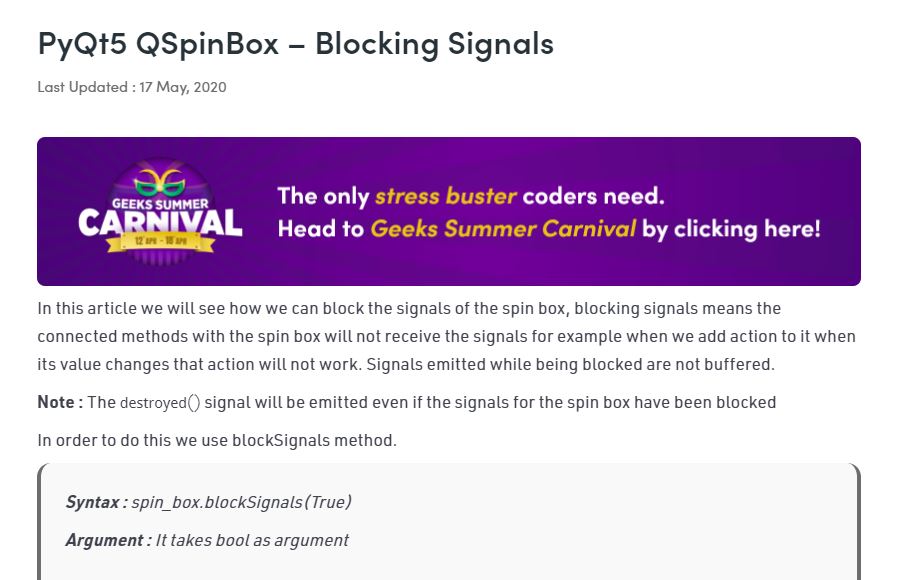 PyQt5 QSpinBox – Blocking Signals
Last Updated : 17 May, 2020
GEEKS SUMMER
CARNIVAL
12 APR - 18 APR
The only stress buster coders need.
Head to Geeks Summer Carnival by clicking here!
In this article we will see how we can block the signals of the spin box, blocking signals means the
connected methods with the spin box will not receive the signals for example when we add action to it when
its value changes that action will not work. Signals emitted while being blocked are not buffered.
Note : The destroyed() signal will be emitted even if the signals for the spin box have been blocked
In order to do this we use blockSignals method.
Syntax : spin_box.blockSignals(True)
Argument : It takes bool as argument